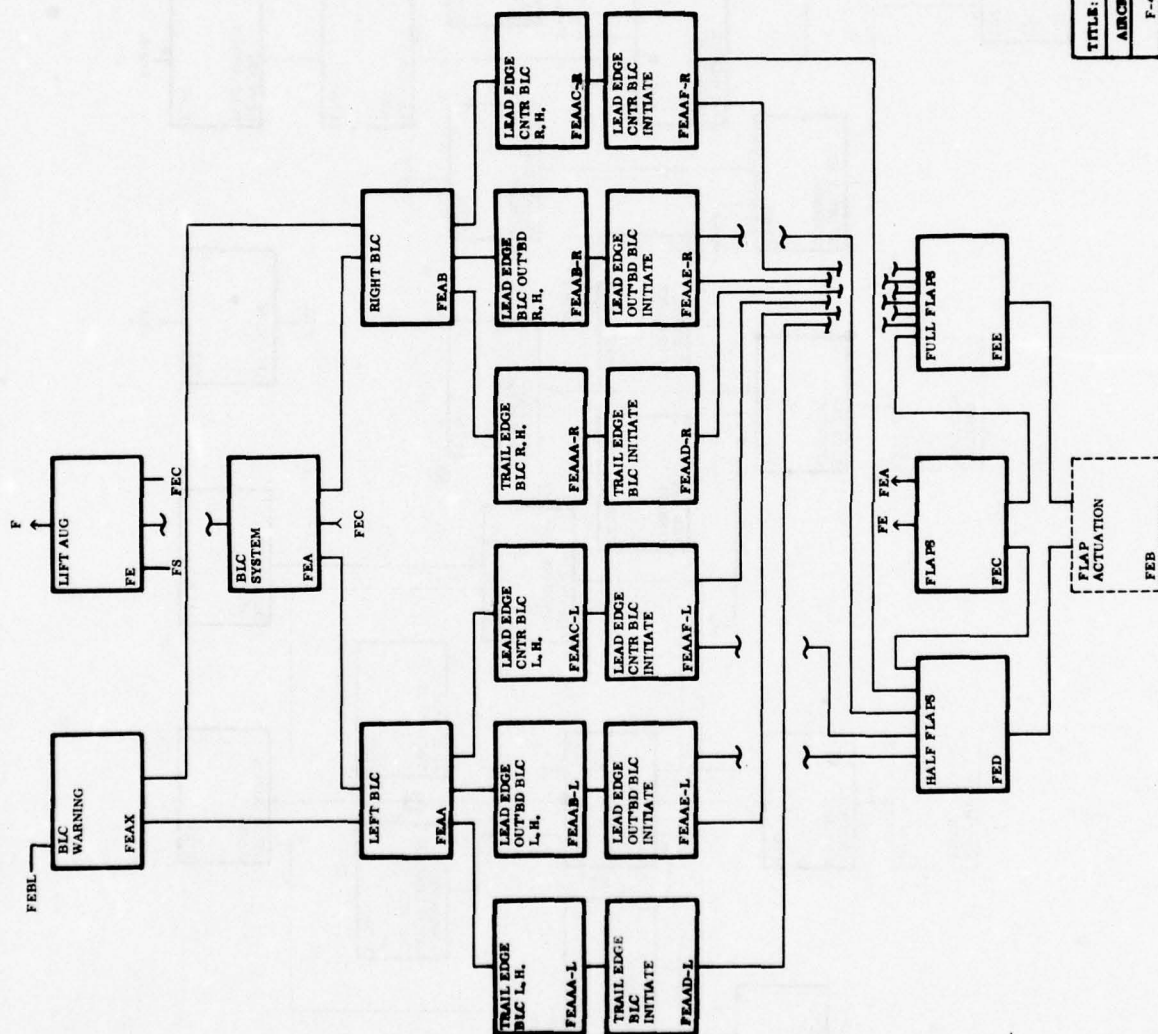 TITLE:
F-
F
FEBL
BLC
WARNING
FEAX
LIFT AUG
FE
FS
FEC
BLC
SYSTEM
FEA
FEC
LEFT BLC
FEAA
RIGHT BLC
FEAB
TRAIL EDGE
BLC L.H.
FEAAA-L
LEAD EDGE
OUT'BD BLC
L.H.
FEAAB-L
LEAD EDGE
CNTR BLC
L.H.
FEAAC-L
TRAIL EDGE
BLC R.H.
FEAAA-R
LEAD EDGE
BLC OUT'BD
R.H.
FEAAB-R
LEAD EDGE
CNTR BLC
R.H.
FEAAC-R
TRAIL EDGE
BLC
INITIATE
FEAAD-L
LEAD EDGE
OUT'BD BLC
INITIATE
FEAAE-L
LEAD EDGE
CNTR BLC
INITIATE
FEAAF-L
TRAIL EDGE
BLC INITIATE
FEAAD-R
LEAD EDGE
OUT'BD BLC
INITIATE
FEAAE-R
LEAD EDGE
CNTR BLC
INITIATE
FEAAF-R
HALF FLAPS
FED
FE
FEA
FLAPS
FEC
FULL FLAPS
FEE
FLAP
ACTUATION
FEB